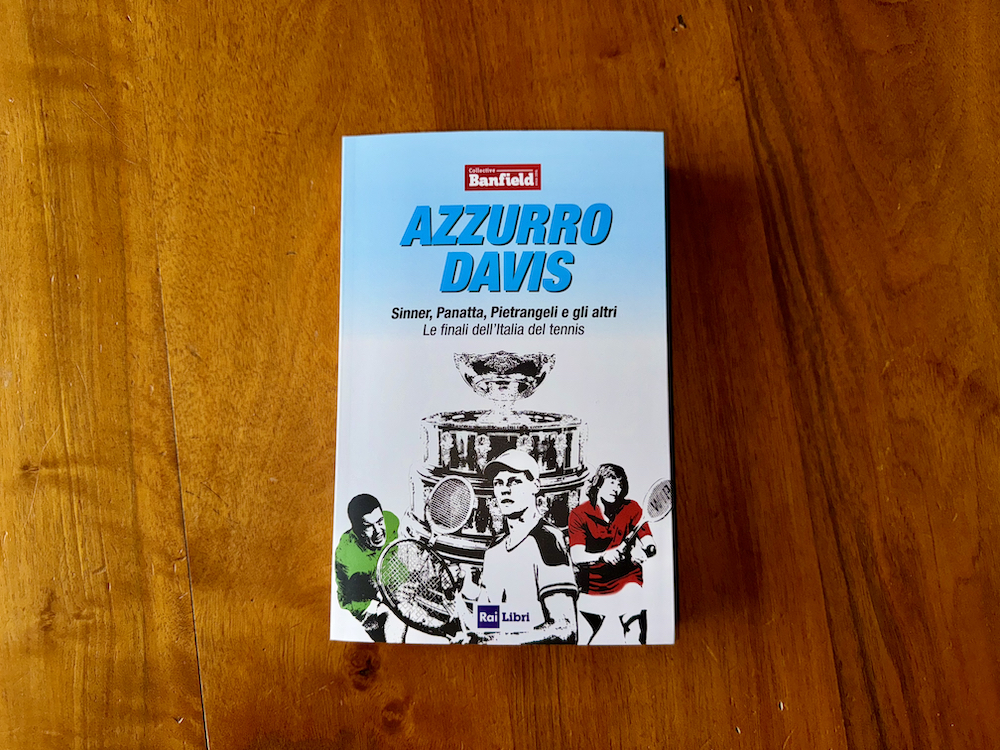 Collective
Banfield
AZZURRO
DAVIS
Sinner, Panatta, Pietrangeli e gli altri
Le finali dell'Italia del tennis
Rai Libri